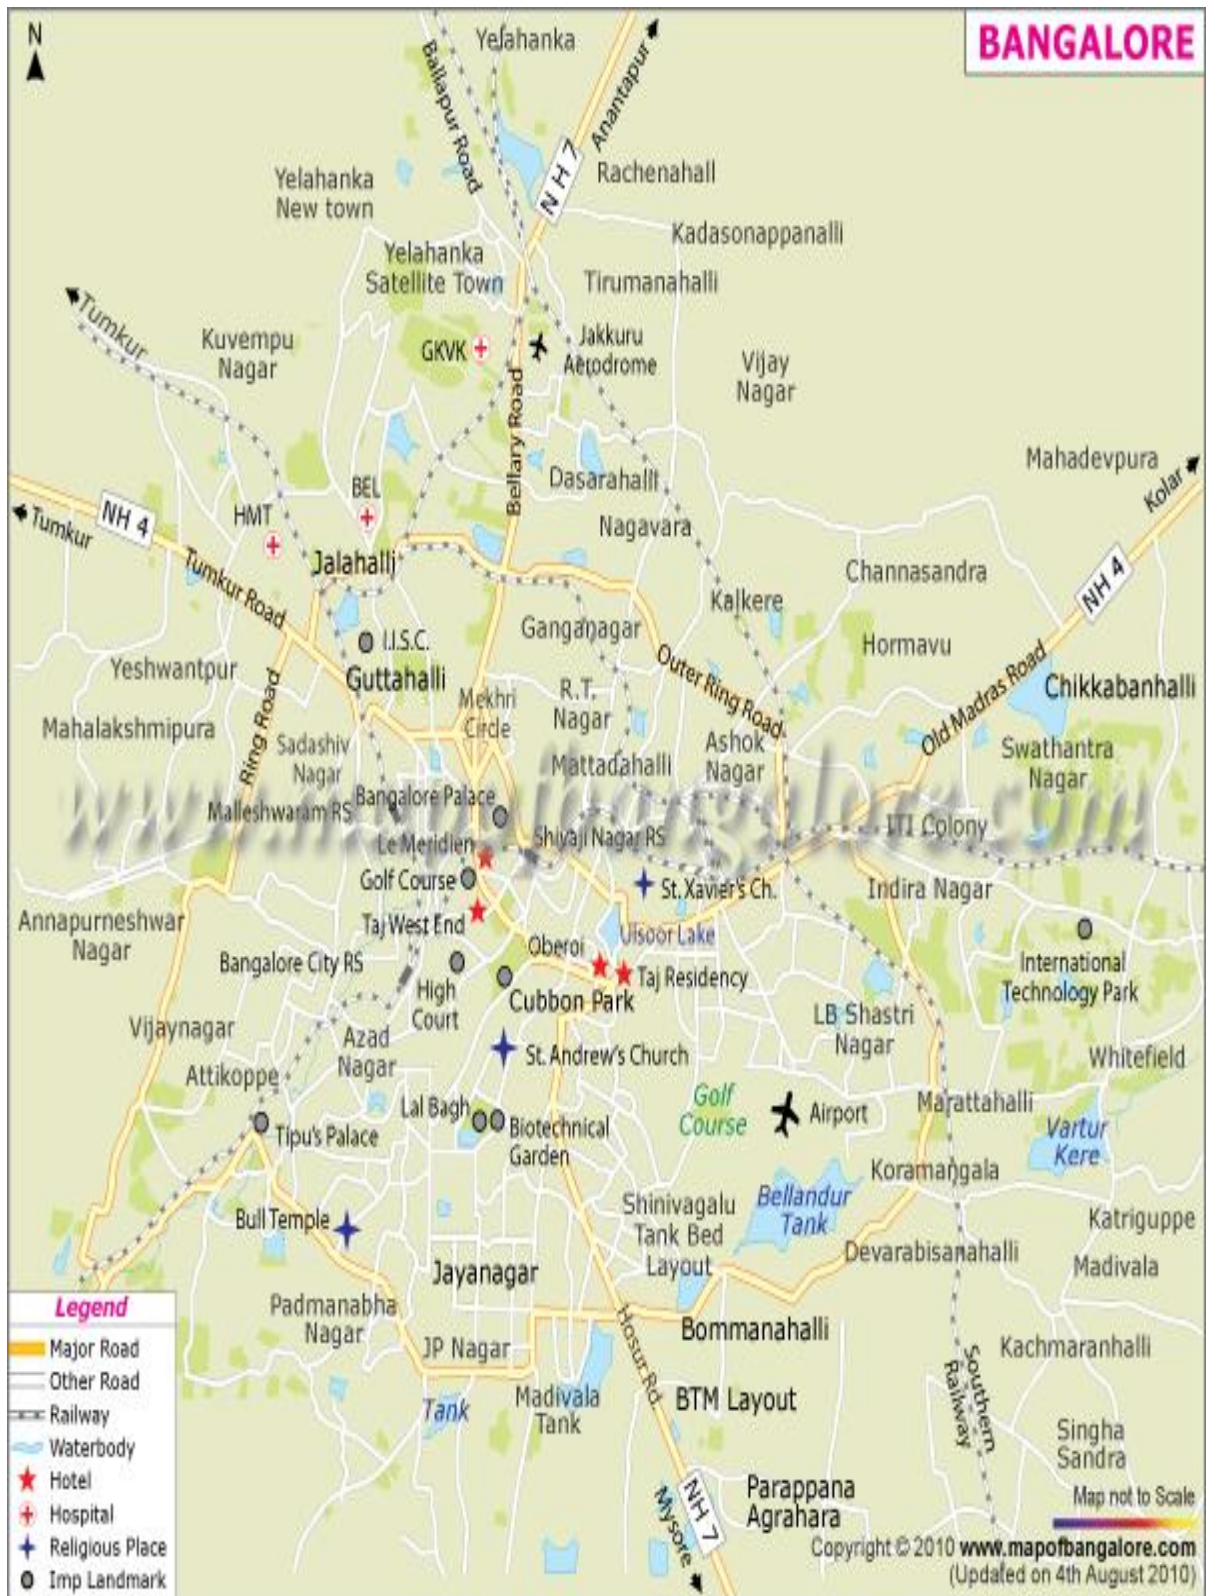 N
BANGALORE
Yelahanka
Ballapur Road
Anantapur
NH 7
Rachenahall
Yelahanka
New town
Kadasonappanalli
Yelahanka
Satellite Town
Tirumanahalli
Tumkur
Kuvempu
Nagar
GKVK
Jakkuru
Aerodrome
Vijay
Nagar
Bellary Road
Mahadevpura
Kolar
Dasarahalli
BEL
HMT
Nagavara
NH 4
Tumkur
Jalahalli
Tumkur Road
Channasandra
NH 4
Kalkere
I.I.S.C.
Ganganagar
Hormavu
Guttahalli
Yeshwantpur
Outer Ring Road
Old Madras Road
Chikkabanhalli
Ring Road
Mekhri
Circle
R.T.
Nagar
Mahalakshmipura
Sadashiv
Nagar
Ashok
Nagar
Swathantra
Nagar
Mattadahalli
www.mapofbangalore.com
Malleshwaram RS
Bangalore Palace
Shivaji Nagar RS
ITI Colony
Le Meridien
Golf Course
St. Xavier's Ch.
Indira Nagar
Annapurneshwar
Nagar
Taj West End
Ulsoor Lake
Oberoi
Bangalore City RS
Taj Residency
International
Technology Park
High
Court
Cubbon Park
LB Shastri
Nagar
Vijaynagar
Azad
Nagar
St. Andrew's Church
Whitefield
Attikoppe
Golf
Course
Airport
Marattahalli
Lal Bagh
Biotechnical
Garden
Tipu's Palace
Vartur
Kere
Koramangala
Bellandur
Tank
Shinivagalu
Tank Bed
Layout
Bull Temple
Katriguppe
Devarabisanahalli
Madivala
Jayanagar
Padmanabha
Nagar
Hosur Rd.
Bommanahalli
JP Nagar
Kachmaranhalli
Southern
Railway
Madivala
Tank
Tank
BTM Layout
Singha
Sandra
Parappana
Agrahara
NH 7
Mysore
Legend
Major Road
Other Road
Railway
Waterbody
Hotel
Hospital
Religious Place
Imp Landmark
Map not to Scale
Copyright © 2010 www.mapofbangalore.com
(Updated on 4th August 2010)